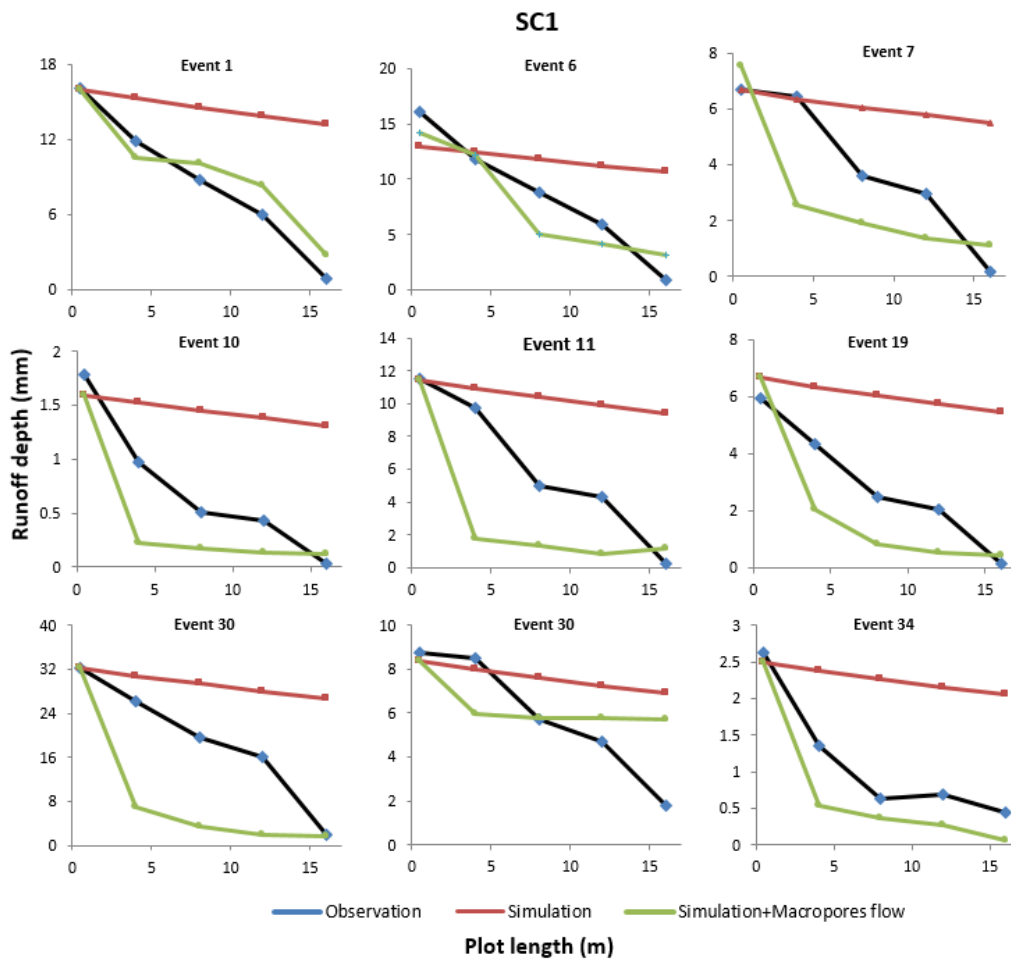 SC1
Event 1
18
12
6
0
0 5 10 15
Event 6
20
15
10
5
0
0 5 10 15
Event 7
8
6
4
2
0
0 5 10 15
Runoff depth (mm)
Event 10
2
1.5
1
0.5
0
0 5 10 15
Event 11
14
12
10
8
6
4
2
0
0 5 10 15
Event 19
8
6
4
2
0
0 5 10 15
Event 30
40
32
24
16
8
0
0 5 10 15
Event 30
10
8
6
4
2
0
0 5 10 15
Event 34
3
2.5
2
1.5
1
0.5
0
0 5 10 15
Observation Simulation Simulation+Macropores flow
Plot length (m)